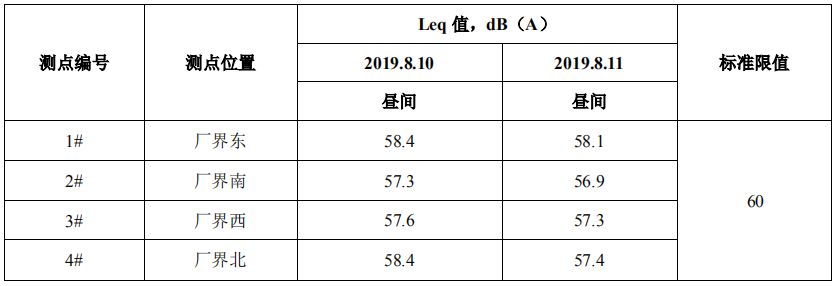 Leq 值，dB（A）
测点编号 测点位置 2019.8.10 2019.8.11 标准限值
昼间 昼间
1# 厂界东 58.4 58.1
2# 厂界南 57.3 56.9
60
3# 厂界西 57.6 57.3
4# 厂界北 58.4 57.4